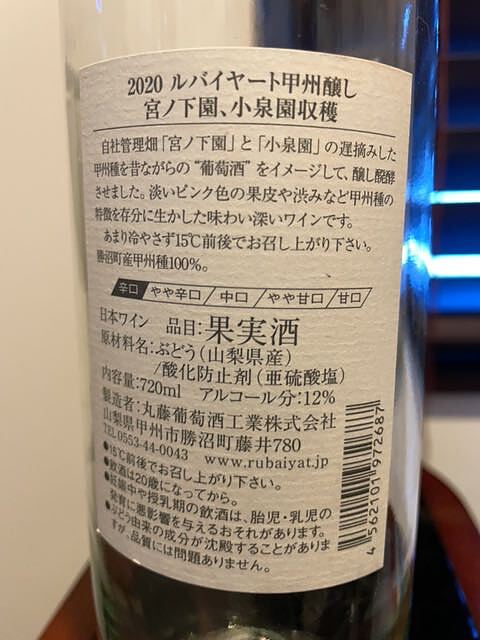 2020 ルバイヤート甲州醸し
宮ノ下園、小泉園収穫
自社管理畑「宮ノ下園」と「小泉園」の遅摘みした
甲州種を昔ながらの“葡萄酒”をイメージして、醸し醗酵
させました。淡いピンク色の果皮や渋みなど甲州種の
特徴を存分に生かした味わい深いワインです。
あまり冷やさず15℃前後でお召し上がり下さい。
勝沼町産甲州種100%。
辛口/やや辛口/中口/やや甘口/甘口
日本ワイン 品目:果実酒
原材料名:ぶどう(山梨県産)
/酸化防止剤(亜硫酸塩)
内容量:720ml アルコール分:12%
製造者:丸藤葡萄酒工業株式会社
山梨県甲州市勝沼町藤井780
TEL0553-44-0043 www.rubaiyat.jp
●15℃前後でお召し上がり下さい。
●飲酒は20歳になってから。
●妊娠中や授乳期の飲酒は、胎児・乳児の
発育に悪影響を与えるおそれがあります。
●ぶどう由来の成分が沈殿することがありま
すが、品質には問題ありません。
4562101972687